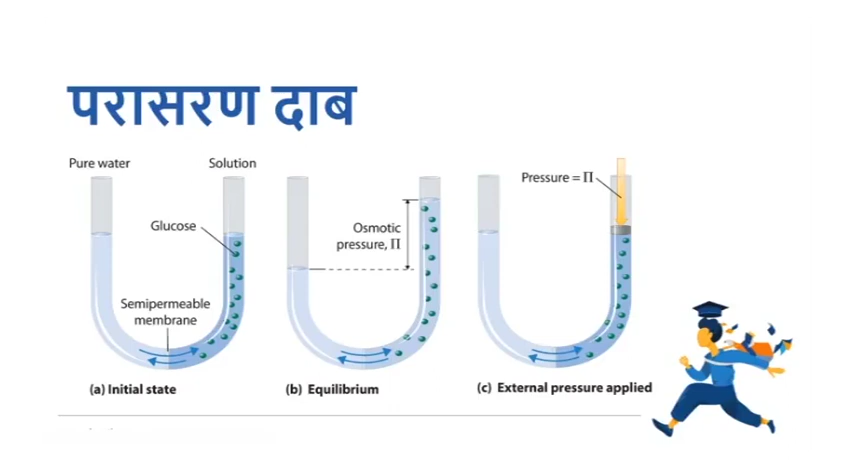 परासरण दाब
Pure water
Solution
Glucose
Semipermeable
membrane
(a) Initial state
Osmotic
pressure, Π
(b) Equilibrium
Pressure = Π
(c) External pressure applied